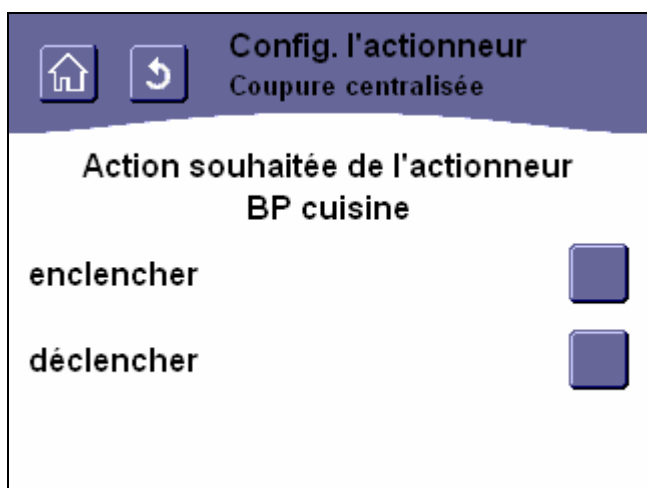 Config. l'actionneur
Coupure centralisée
Action souhaitée de l'actionneur
BP cuisine
enclencher
déclencher